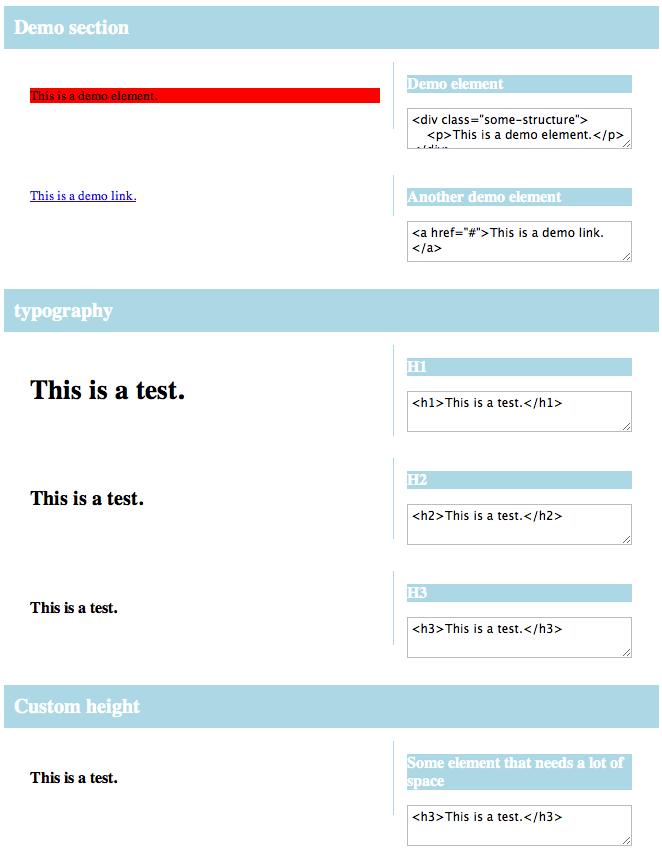 Demo section
This is a demo element.
Demo element
<div class="some-structure">
<p>This is a demo element.</p>
</div>
This is a demo link.
Another demo element
<a href="#">This is a demo link.
</a>
typography
This is a test.
H1
<h1>This is a test.</h1>
This is a test.
H2
<h2>This is a test.</h2>
This is a test.
H3
<h3>This is a test.</h3>
Custom height
This is a test.
Some element that needs a lot of
space
<h3>This is a test.</h3>